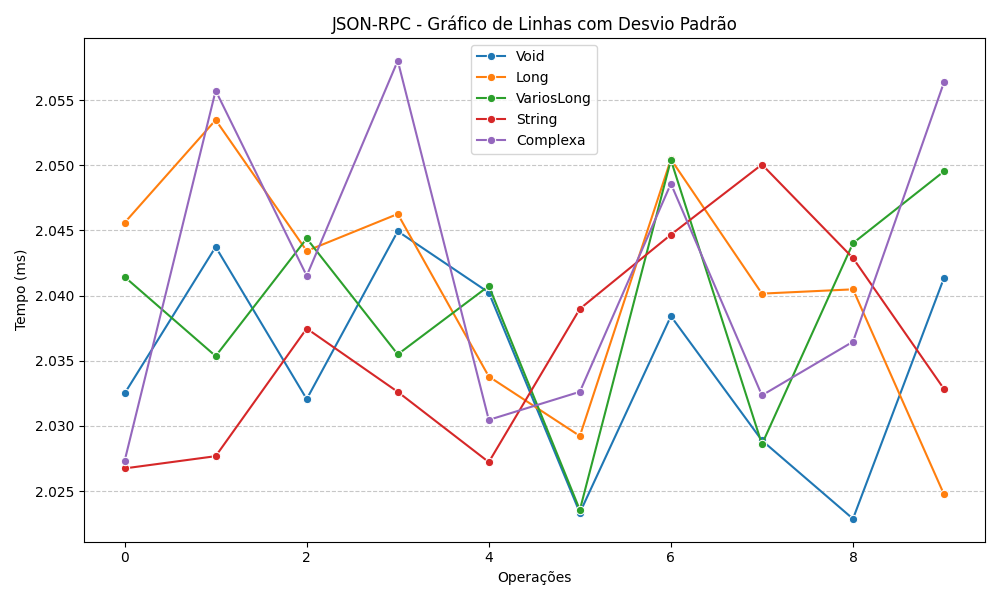 JSON-RPC - Gráfico de Linhas com Desvio Padrão
Void
Long
VariosLong
String
Complexa
Tempo (ms)
2.055
2.050
2.045
2.040
2.035
2.030
2.025
0
2
4
6
8
Operações